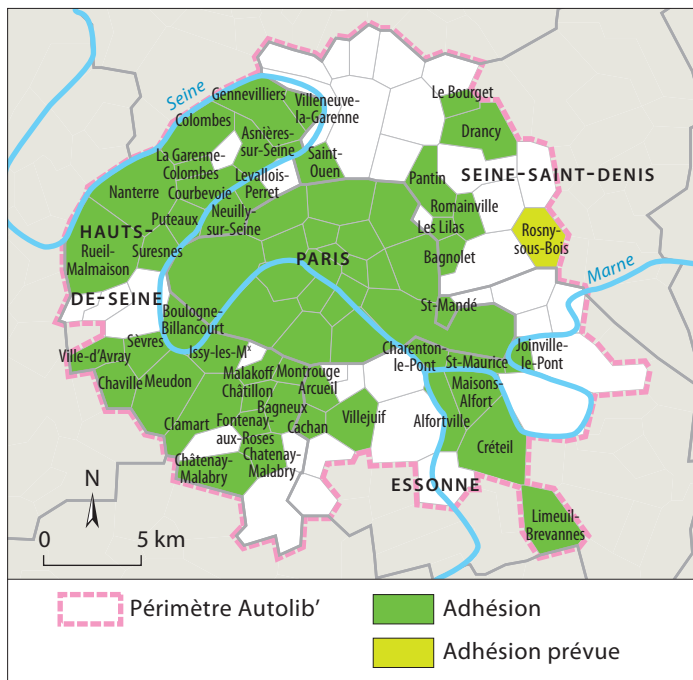 Seine
Gennevilliers
Villeneuve-
la-Garenne
Le Bourget
Colombes
Asnières-
sur-Seine
Drancy
La Garenne-
Colombes
Saint-
Ouen
Levallois-
Perret
Pantin
SEINE-SAINT-DENIS
Nanterre
Courbevoie
Neuilly-
sur-Seine
Romainville
Puteaux
Les Lilas
Rosny-
sous-Bois
HAUTS-
Rueil-
Malmaison
Suresnes
PARIS
Bagnolet
Marne
DE-SEINE
Boulogne-
Billancourt
St-Mandé
Sèvres
Issy-les-Mx
Charenton-
le-Pont
St-Maurice
Joinville-
le-Pont
Ville-d'Avray
Chaville
Meudon
Malakoff
Montrouge
Châtillon
Arcueil
Maisons-
Alfort
Bagneux
Clamart
Fontenay-
aux-Roses
Cachan
Villejuif
Alfortville
Châtenay-
Malabry
Chatenay-
Malabry
Créteil
ESSONNE
N
0 5 km
Limeuil-
Brevannes
Périmètre Autolib'
Adhésion
Adhésion prévue